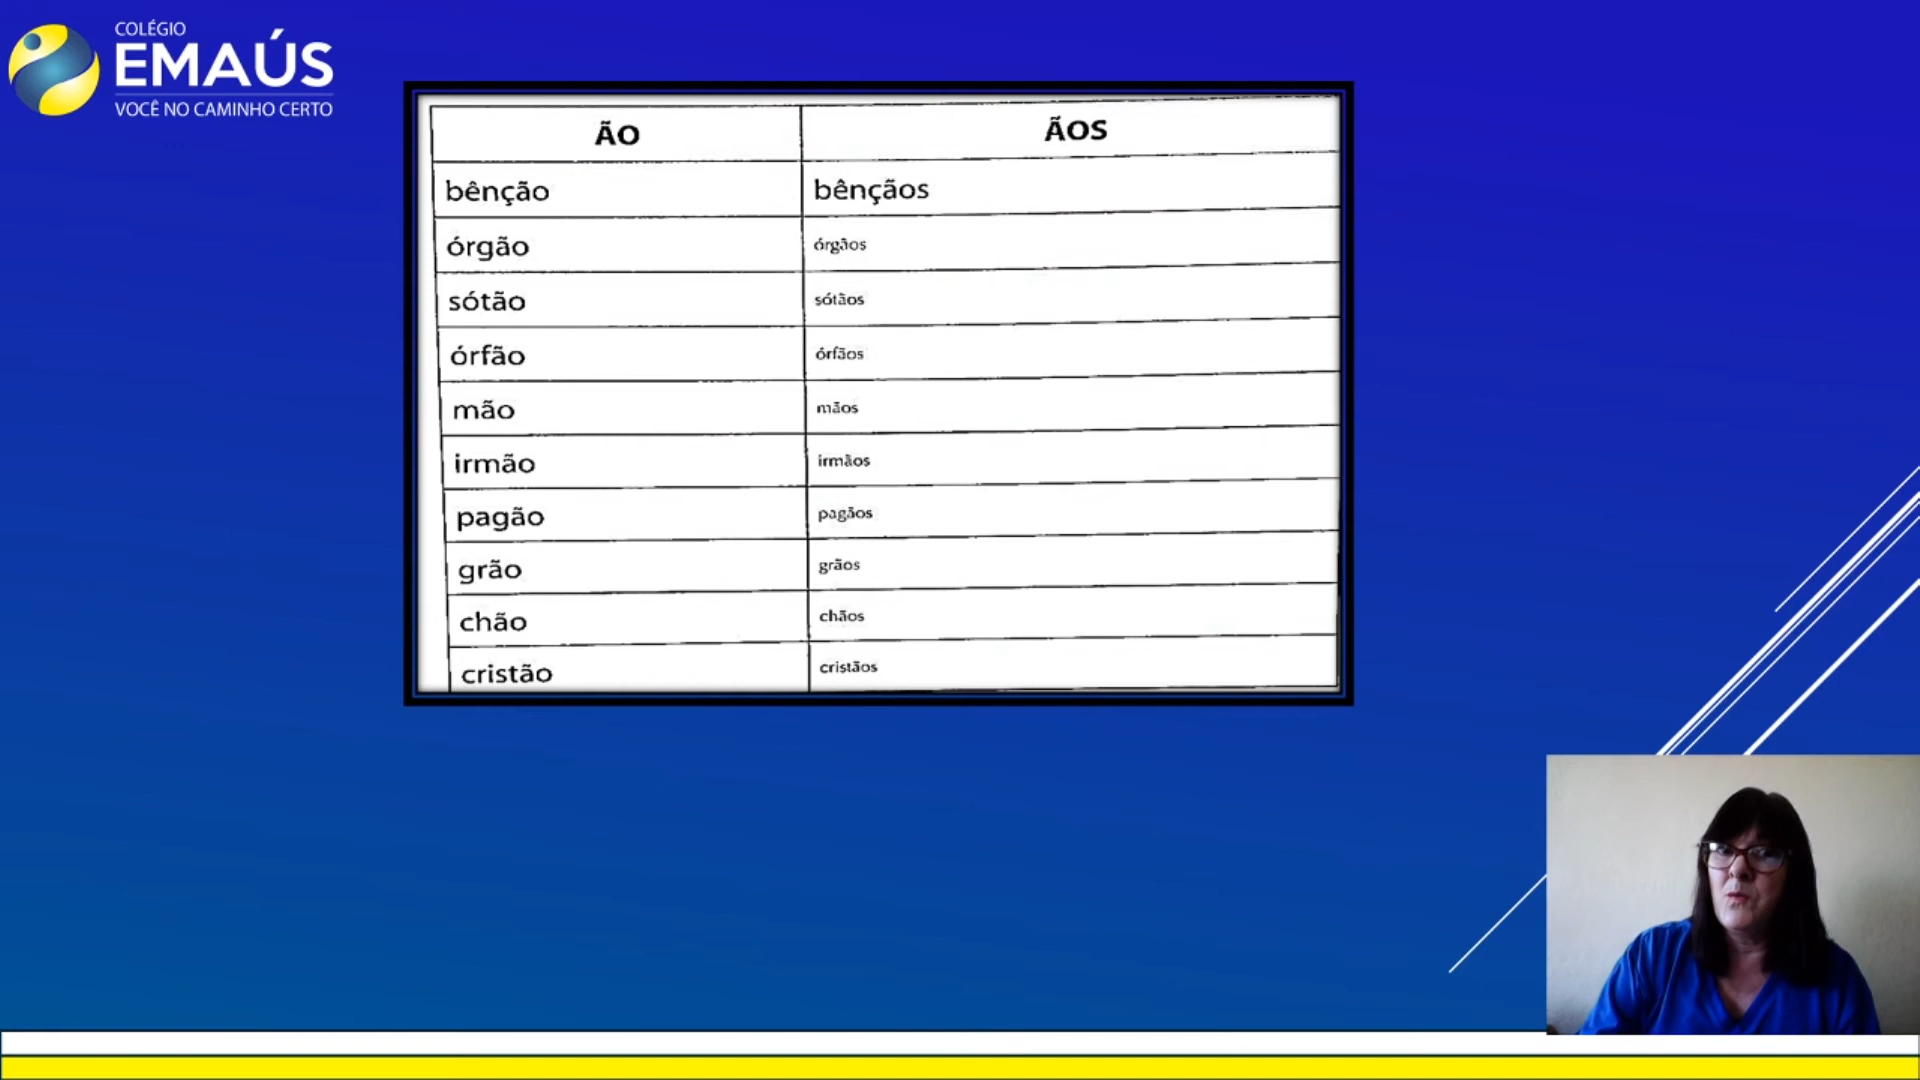 COLÉGIO
EMAÚS
VOCÊ NO CAMINHO CERTO
ÃO ÃOS
bênção bênçãos
órgão órgãos
sótão sótãos
órfão órfãos
mão mãos
irmão irmãos
pagão pagãos
grão grãos
chão chãos
cristão cristãos